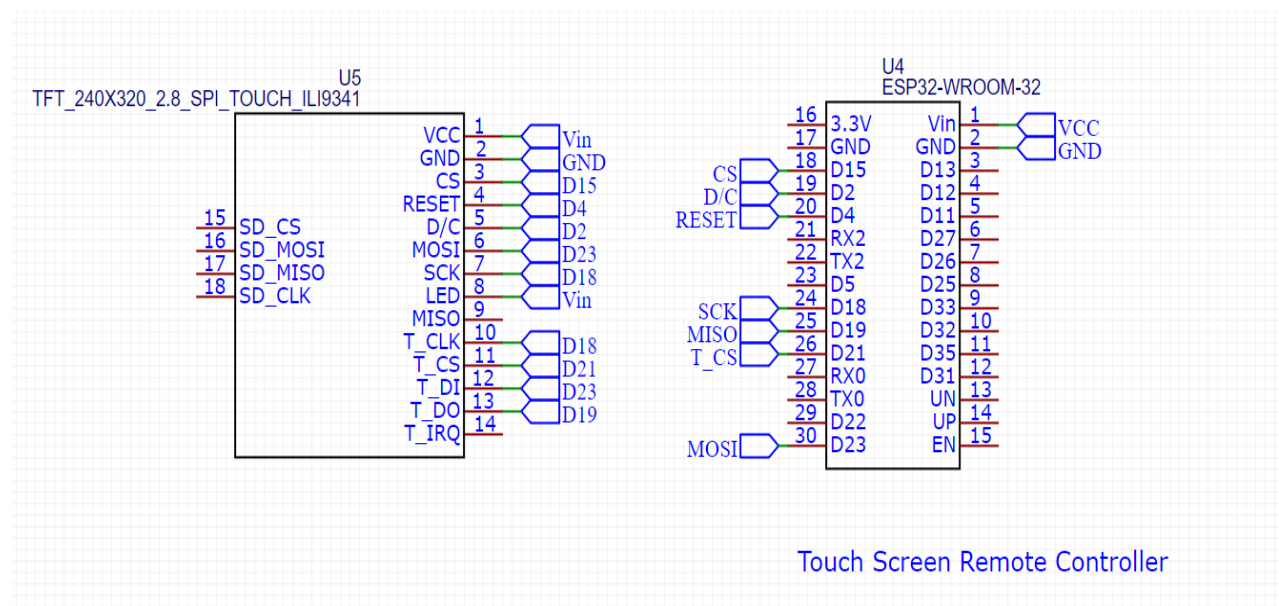 U5
TFT_240X320_2.8_SPI_TOUCH_ILI9341
VCC 1 Vin
GND 2 GND
CS 3 D15
RESET 4 D4
D/C 5 D2
MOSI 6 D23
SCK 7 D18
LED 8 Vin
MISO 9
T_CLK 10 D18
T_CS 11 D21
T_DI 12 D23
T_DO 13 D19
T_IRQ 14
15 SD_CS
16 SD_MOSI
17 SD_MISO
18 SD_CLK
U4
ESP32-WROOM-32
16 3.3V
17 GND
CS 18 D15
D/C 19 D2
RESET 20 D4
21 RX2
22 TX2
23 D5
SCK 24 D18
MISO 25 D19
T_CS 26 D21
27 RX0
28 TX0
29 D22
MOSI 30 D23
Vin 1 VCC
GND 2 GND
D13 3
D12 4
D11 5
D27 6
D26 7
D25 8
D33 9
D32 10
D35 11
D31 12
UN 13
UP 14
EN 15
Touch Screen Remote Controller